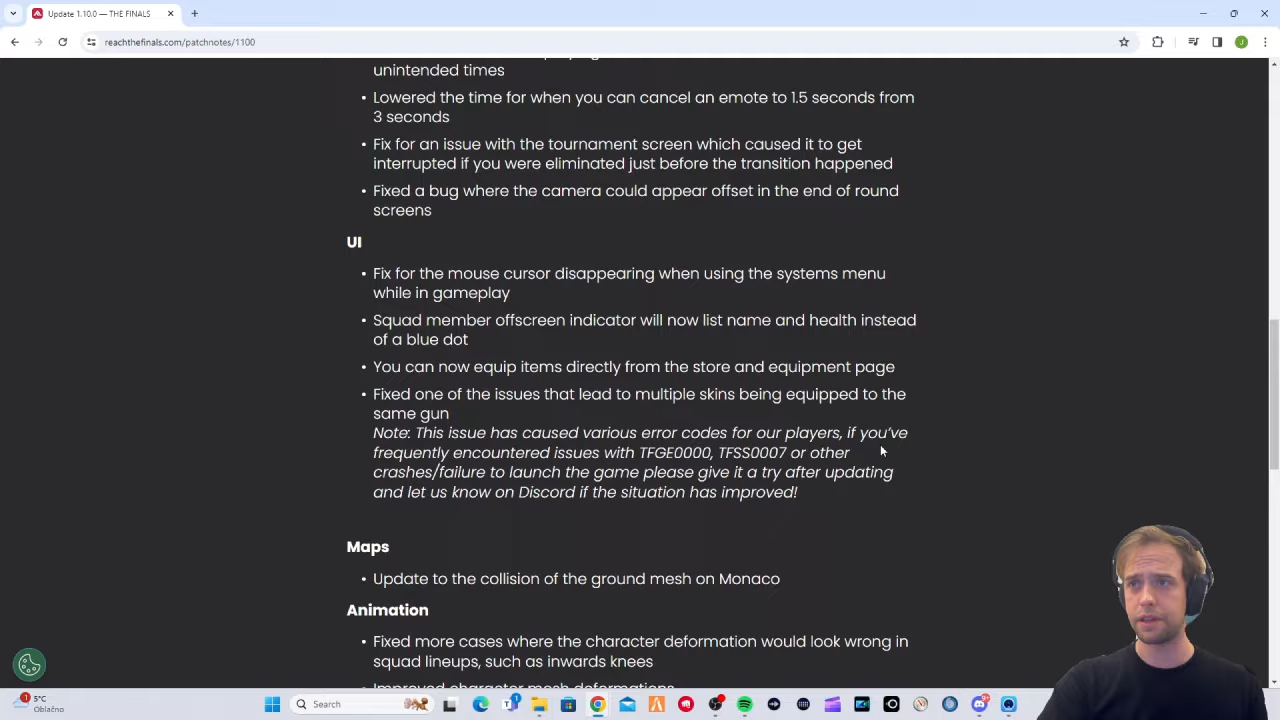 Update 1.10.0 — THE FINALS
reachthefinals.com/patchnotes/1100
J
unintended times
• Lowered the time for when you can cancel an emote to 1.5 seconds from
3 seconds
• Fix for an issue with the tournament screen which caused it to get
interrupted if you were eliminated just before the transition happened
• Fixed a bug where the camera could appear offset in the end of round
screens
UI
• Fix for the mouse cursor disappearing when using the systems menu
while in gameplay
• Squad member offscreen indicator will now list name and health instead
of a blue dot
• You can now equip items directly from the store and equipment page
• Fixed one of the issues that lead to multiple skins being equipped to the
same gun
Note: This issue has caused various error codes for our players, if you've
frequently encountered issues with TFGE0000, TFSS0007 or other
crashes/failure to launch the game please give it a try after updating
and let us know on Discord if the situation has improved!
Maps
• Update to the collision of the ground mesh on Monaco
Animation
• Fixed more cases where the character deformation would look wrong in
squad lineups, such as inwards knees
• Improved character mesh deformations
1
5°C
Oblačno
Search